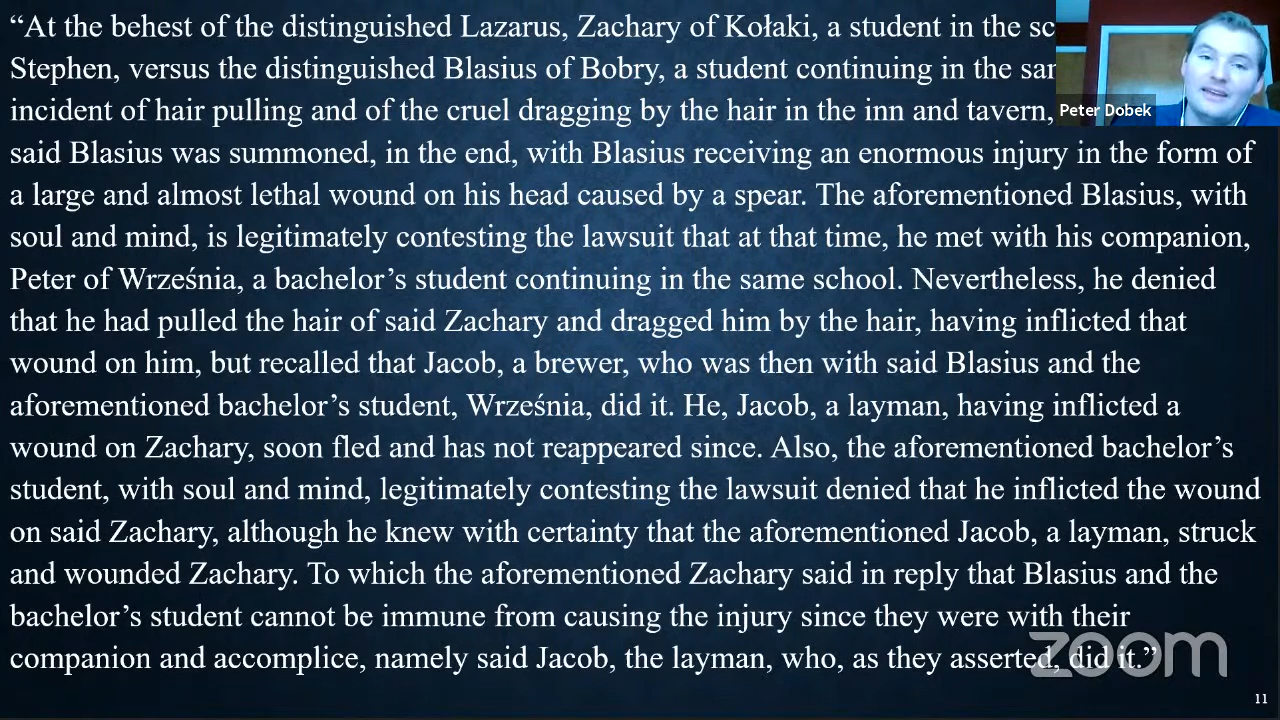 “At the behest of the distinguished Lazarus, Zachary of Kołaki, a student in the
Stephen, versus the distinguished Blasius of Bobry, a student continuing in the
incident of hair pulling and of the cruel dragging by the hair in the inn and tavern,
said Blasius was summoned, in the end, with Blasius receiving an enormous injury in the form of
a large and almost lethal wound on his head caused by a spear. The aforementioned Blasius, with
soul and mind, is legitimately contesting the lawsuit that at that time, he met with his companion,
Peter of Września, a bachelor’s student continuing in the same school. Nevertheless, he denied
that he had pulled the hair of said Zachary and dragged him by the hair, having inflicted that
wound on him, but recalled that Jacob, a brewer, who was then with said Blasius and the
aforementioned bachelor’s student, Września, did it. He, Jacob, a layman, having inflicted a
wound on Zachary, soon fled and has not reappeared since. Also, the aforementioned bachelor’s
student, with soul and mind, legitimately contesting the lawsuit denied that he inflicted the wound
on said Zachary, although he knew with certainty that the aforementioned Jacob, a layman, struck
and wounded Zachary. To which the aforementioned Zachary said in reply that Blasius and the
bachelor’s student cannot be immune from causing the injury since they were with their
companion and accomplice, namely said Jacob, the layman, who, as they asserted, did it.”
Peter Dobek
zoom
11